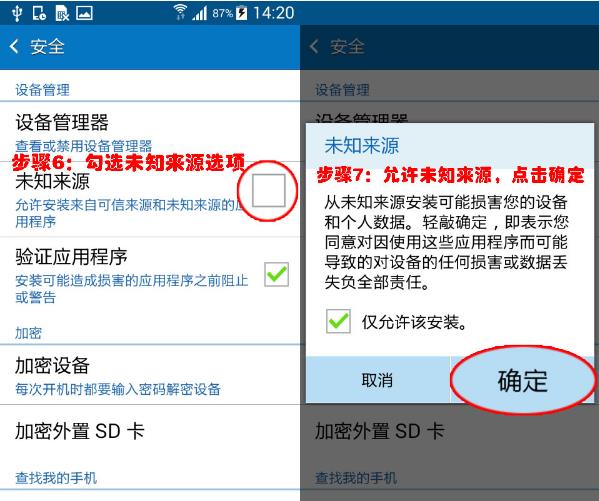 87% 14:20
安全
设备管理
设备管理器
查看或禁用设备管理器
步骤6：勾选未知来源选项
未知来源
允许安装来自可信来源和未知来源的应
用程序
验证应用程序
安装可能造成损害的应用程序之前阻止
或警告
加密
加密设备
每次开机时都要输入密码解密设备
加密外置 SD 卡
查找我的手机
87% 14:20
安全
设备管理
设备管理器
未知来源
步骤7：允许未知来源，点击确定
从未知来源安装可能损害您的设备
和个人数据。轻敲确定，即表示您
同意对因使用这些应用程序而可能
导致的对设备的任何损害或数据丢
失负全部责任。
仅允许该安装。
取消
确定
加密外置 SD 卡
查找我的手机